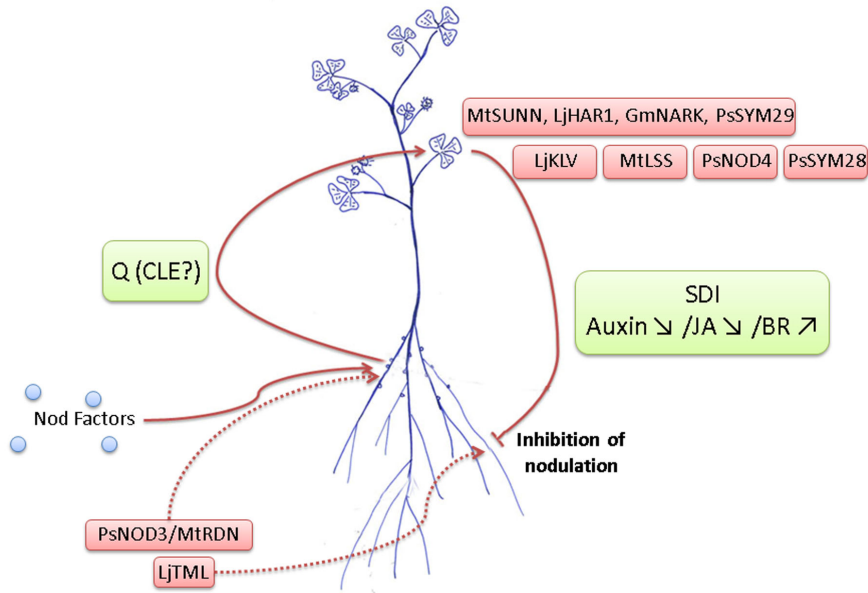 MtSUNN, LjHAR1, GmNARK, PsSYM29
LjKLV
MtLSS
PsNOD4
PsSYM28
Q (CLE?)
SDI
Auxin ↘ /JA ↘ /BR ↗
Nod Factors
Inhibition of
nodulation
PsNOD3/MtRDN
LjTML